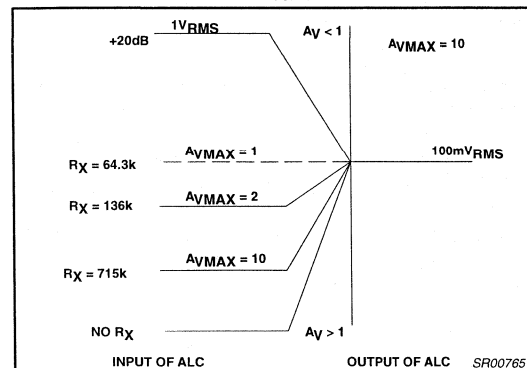 1VRMS
+20dB
AV < 1
AVMAX = 10
RX = 64.3k
AVMAX = 1
100mVRMS
RX = 136k
AVMAX = 2
RX = 715k
AVMAX = 10
NO RX
AV > 1
INPUT OF ALC
OUTPUT OF ALC
SR00765